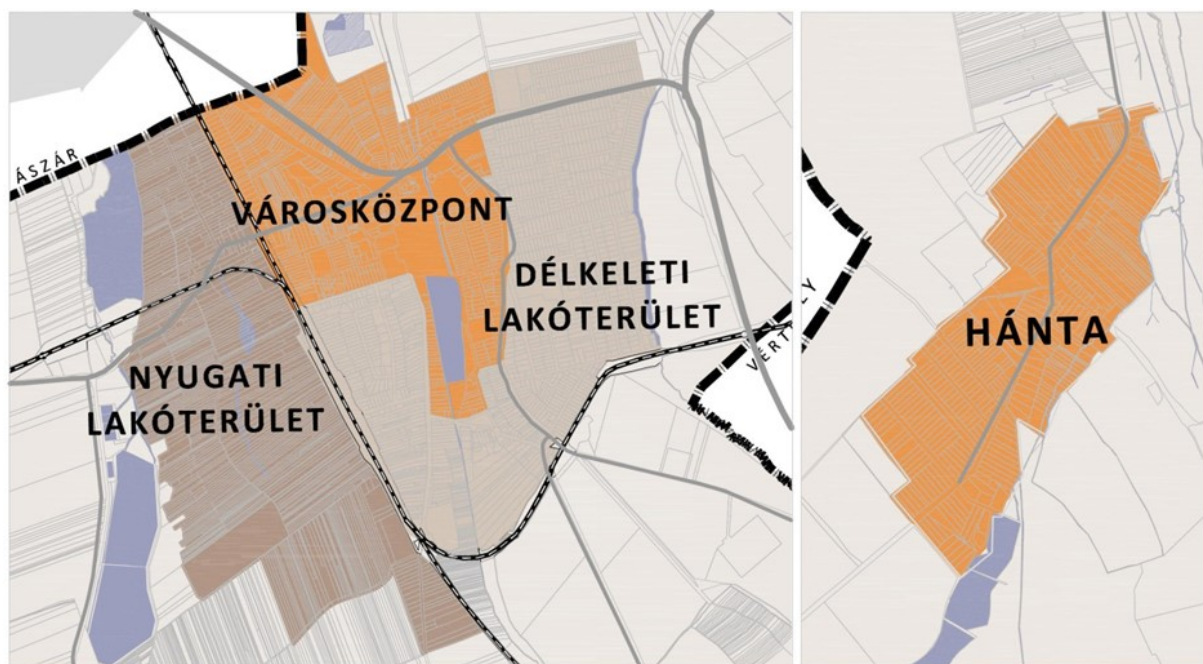 ÁSZÁR
VÁROSKÖZPONT
DÉLKELETI
LAKÓTERÜLET
NYUGATI
LAKÓTERÜLET
HÁNTA